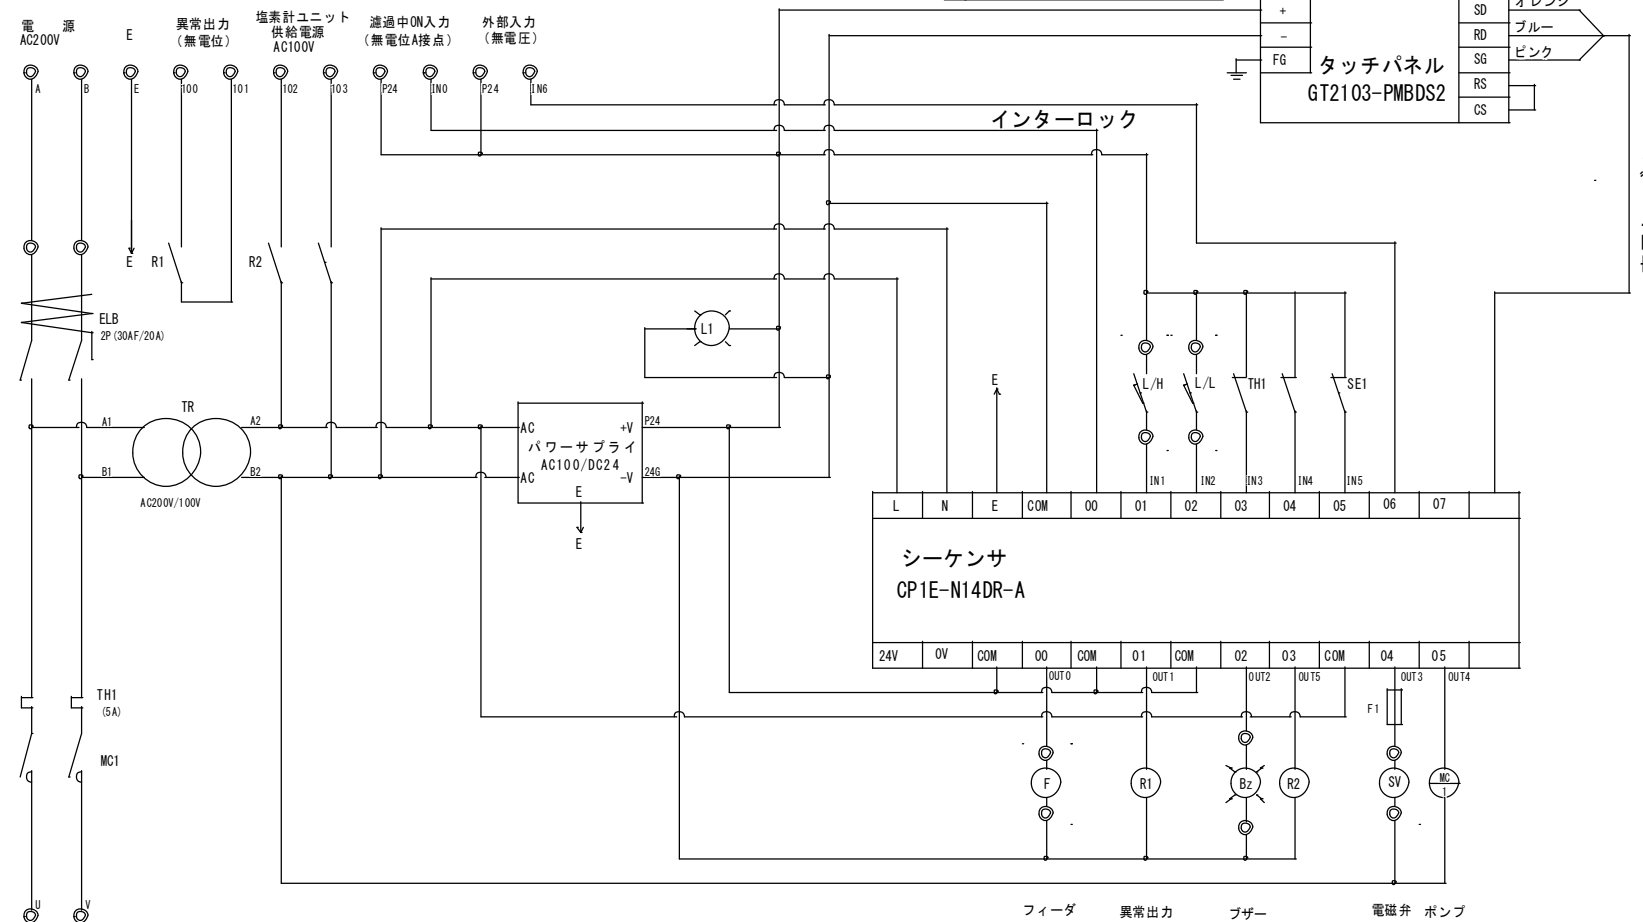 電 源
AC200V
E
異常出力
(無電位)
塩素計ユニット
供給電源
AC100V
濾過中ON入力
(無電位A接点)
外部入力
(無電圧)
A
B
E
100
101
102
103
P24
IN0
P24
IN6
+
−
FG
タッチパネル
GT2103-PMBDS2
SD
RD
SG
RS
CS
オレンジ
ブルー
ピンク
インターロック
E
R1
R2
ELB
2P(30AF/20A)
L1
TR
A1
A2
B1
B2
AC200V/100V
AC
+V
パワーサプライ
AC100/DC24
AC
−V
E
P24
24G
E
E
L/H
L/L
TH1
SE1
IN1
IN2
IN3
IN4
IN5
L
N
E
COM
00
01
02
03
04
05
06
07
シーケンサ
CP1E-N14DR-A
24V
0V
COM
00
COM
01
COM
02
03
COM
04
05
OUT0
OUT1
OUT2
OUT5
OUT3
OUT4
TH1
(5A)
MC1
F1
F
R1
Bz
R2
SV
MC
1
U
V
フィーダ
異常出力
ブザー
電磁弁
ポンプ